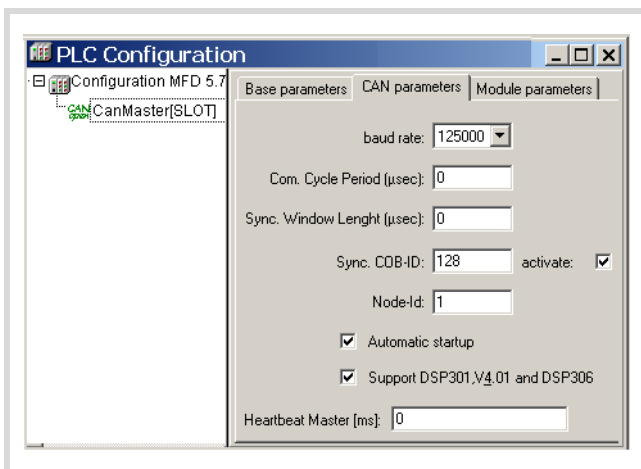 PLC Configuration
Configuration MFD 5.7
CAN open CanMaster[SLOT]
Base parameters CAN parameters Module parameters
baud rate: 125000
Com. Cycle Period (µsec): 0
Sync. Window Lenght (µsec): 0
Sync. COB-ID: 128 activate:
Node-Id: 1
Automatic startup
Support DSP301,V4.01 and DSP306
Heartbeat Master [ms]: 0